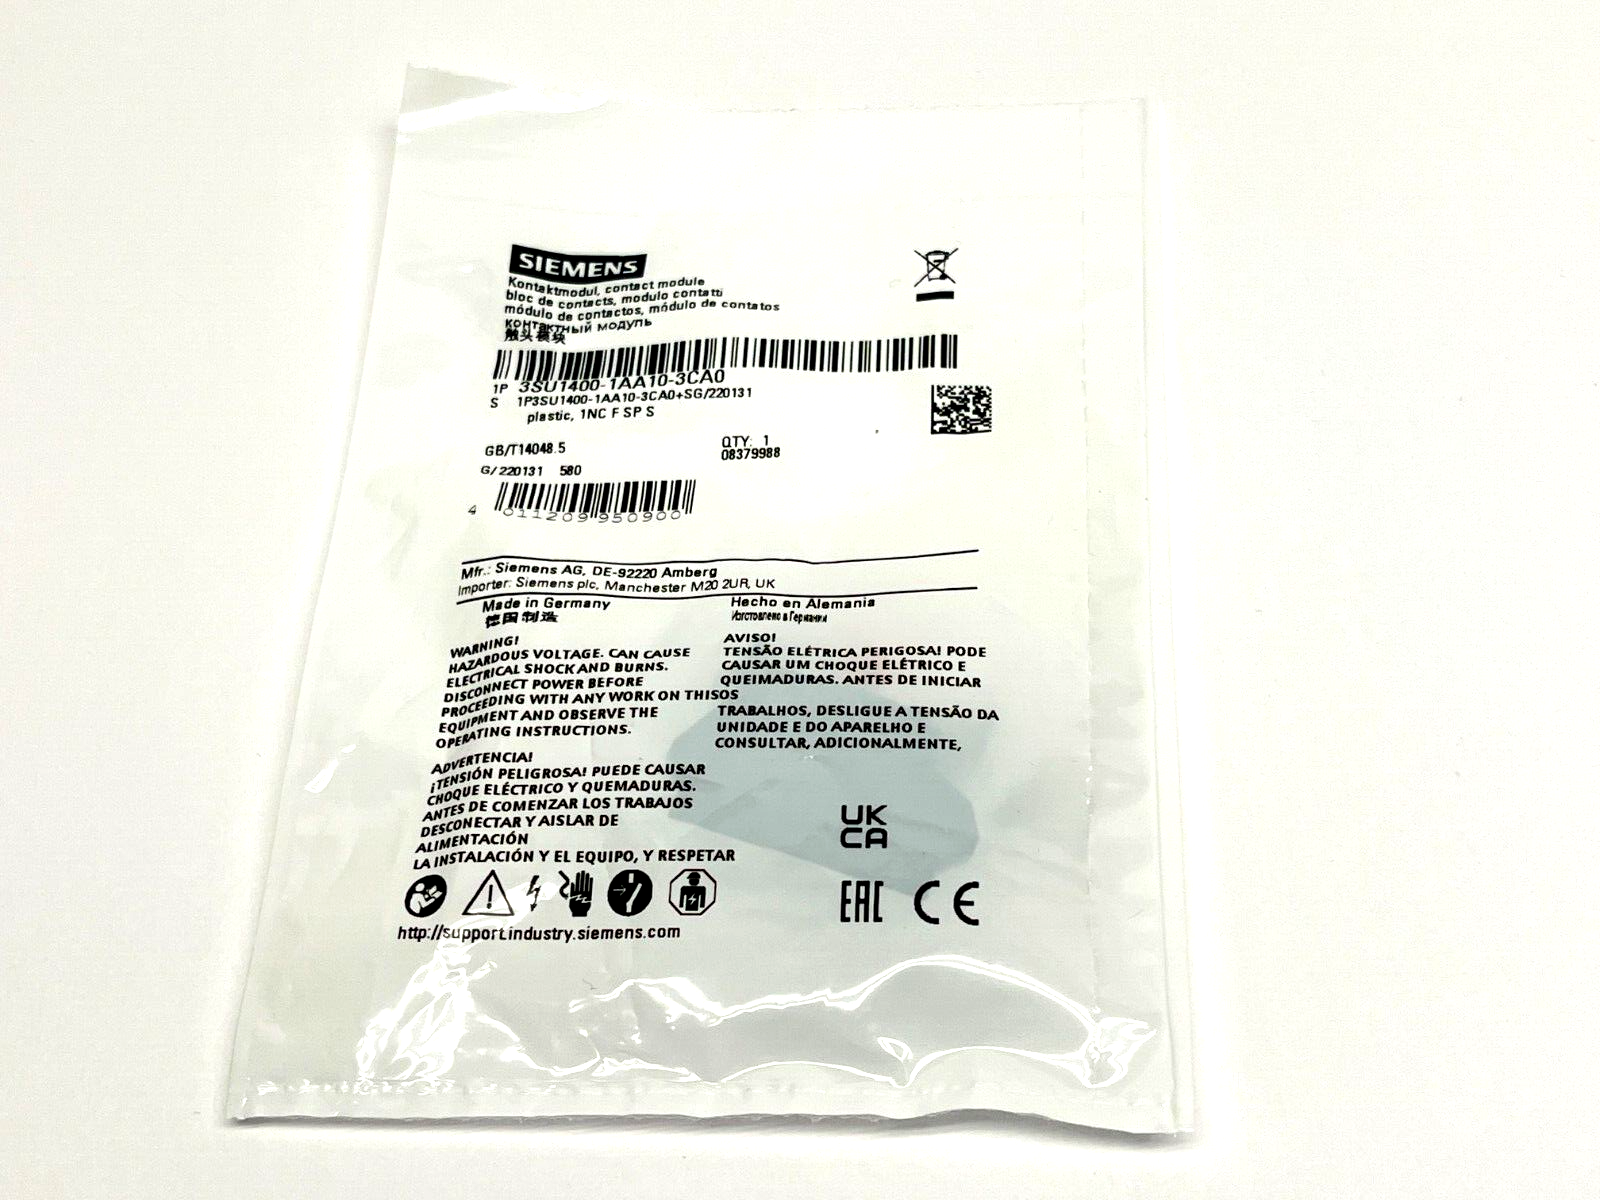 SIEMENS
Kontaktmodul, contact module
bloc de contacts, modulo contatti
módulo de contactos, módulo de contatos
контактный модуль
触头模块
1P 3SU1400-1AA10-3CA0
S 1P3SU1400-1AA10-3CA0+SG/220131
plastic, 1NC F SP S
GB/T14048.5
QTY: 1
08379988
G/220131 580
4 011209 950900
Mfr.: Siemens AG, DE-92220 Amberg
Importer: Siemens plc, Manchester M20 2UR, UK
Made in Germany
德国制造
Hecho en Alemania
Изготовлено в Германии
WARNING!
HAZARDOUS VOLTAGE. CAN CAUSE
ELECTRICAL SHOCK AND BURNS.
DISCONNECT POWER BEFORE
PROCEEDING WITH ANY WORK ON THISOS
EQUIPMENT AND OBSERVE THE
OPERATING INSTRUCTIONS.
AVISO!
TENSÃO ELÉTRICA PERIGOSA! PODE
CAUSAR UM CHOQUE ELÉTRICO E
QUEIMADURAS. ANTES DE INICIAR
TRABALHOS, DESLIGUE A TENSÃO DA
UNIDADE E DO APARELHO E
CONSULTAR, ADICIONALMENTE,
ADVERTENCIA!
¡TENSIÓN PELIGROSA! PUEDE CAUSAR
CHOQUE ELÉCTRICO Y QUEMADURAS.
ANTES DE COMENZAR LOS TRABAJOS
DESCONECTAR Y AISLAR DE
ALIMENTACIÓN
LA INSTALACIÓN Y EL EQUIPO, Y RESPETAR
UK
CA
EAC CE
http://support.industry.siemens.com